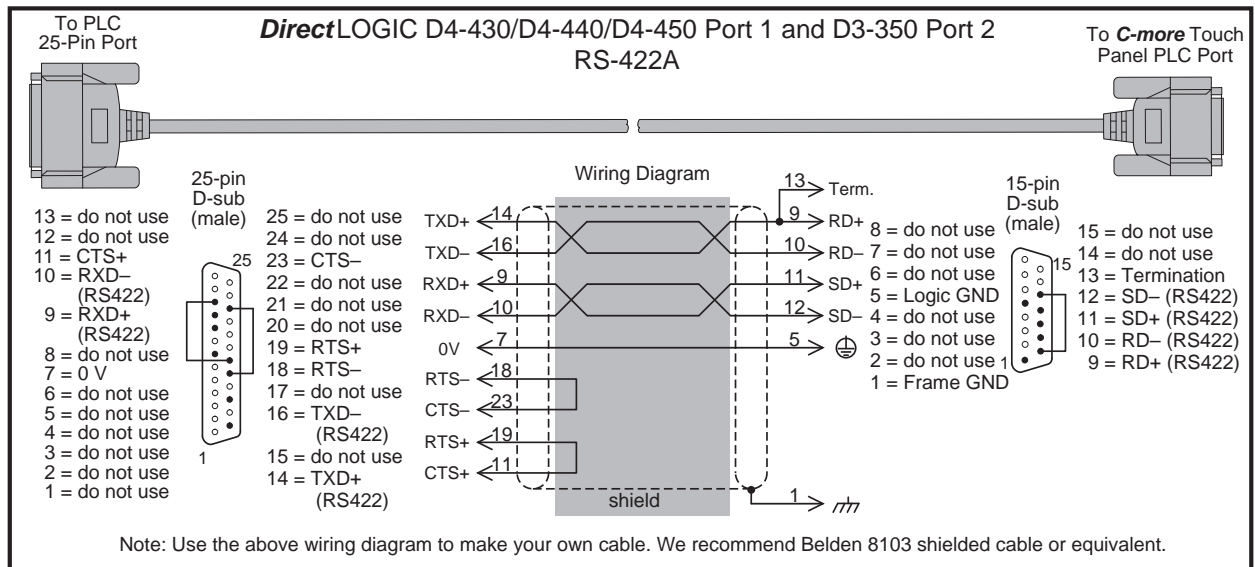 To PLC
25-Pin Port
DirectLOGIC D4-430/D4-440/D4-450 Port 1 and D3-350 Port 2
RS-422A
To C-more Touch
Panel PLC Port
25-pin
D-sub
(male)
13 = do not use
12 = do not use
11 = CTS+
10 = RXD–
(RS422)
9 = RXD+
(RS422)
8 = do not use
7 = 0 V
6 = do not use
5 = do not use
4 = do not use
3 = do not use
2 = do not use
1 = do not use
25
1
25 = do not use
24 = do not use
23 = CTS–
22 = do not use
21 = do not use
20 = do not use
19 = RTS+
18 = RTS–
17 = do not use
16 = TXD–
(RS422)
15 = do not use
14 = TXD+
(RS422)
Wiring Diagram
13 Term.
TXD+ 14 9 RD+
TXD– 16 10 RD–
RXD+ 9 11 SD+
RXD– 10 12 SD–
0V 7 5
RTS– 18
CTS– 23
RTS+ 19
CTS+ 11
shield
1
8 = do not use
7 = do not use
6 = do not use
5 = Logic GND
4 = do not use
3 = do not use
2 = do not use
1 = Frame GND
15-pin
D-sub
(male)
15
1
15 = do not use
14 = do not use
13 = Termination
12 = SD– (RS422)
11 = SD+ (RS422)
10 = RD– (RS422)
9 = RD+ (RS422)
Note: Use the above wiring diagram to make your own cable. We recommend Belden 8103 shielded cable or equivalent.